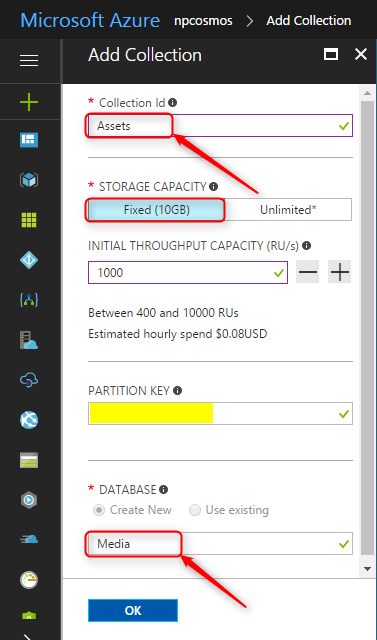 Microsoft Azure npcosmos > Add Collection
Add Collection
* Collection Id
Assets
* STORAGE CAPACITY
Fixed (10GB) Unlimited*
INITIAL THROUGHPUT CAPACITY (RU/s)
1000
Between 400 and 10000 RUs
Estimated hourly spend $0.08USD
PARTITION KEY
* DATABASE
Create New Use existing
Media
OK